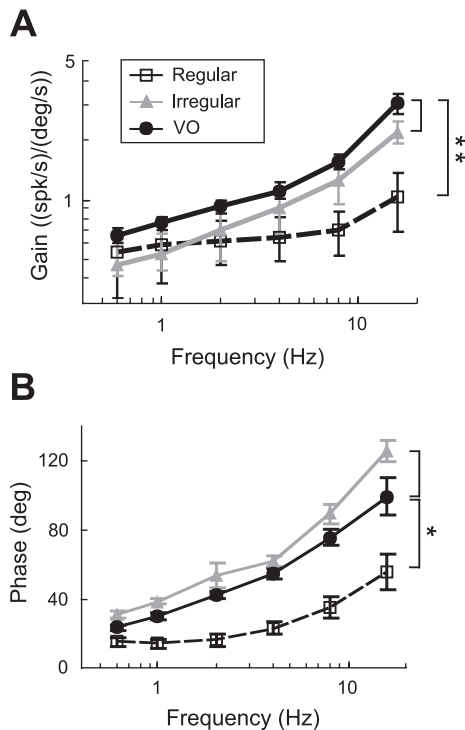 A
5
Regular
Irregular
VO
1
Gain ((spk/s)/(deg/s))
**
1 10
Frequency (Hz)
B
120
80
40
0
Phase (deg)
*
1 10
Frequency (Hz)